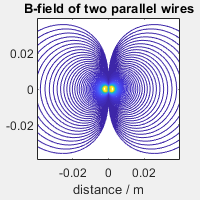 B-field of two parallel wires
0.02
0
-0.02
-0.02 0 0.02
distance / m